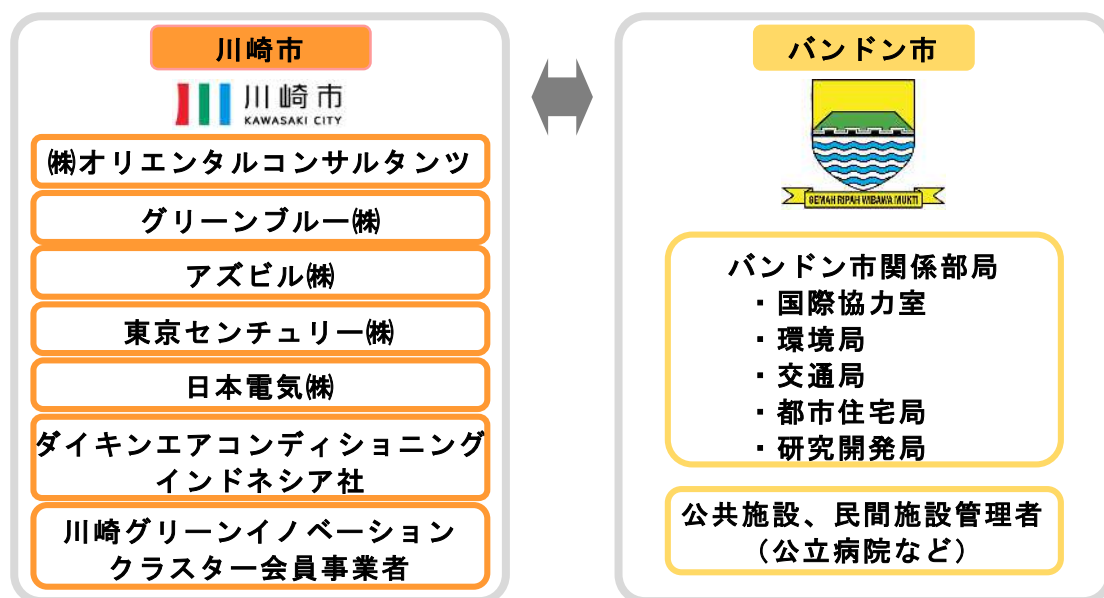 川崎市
川崎市
KAWASAKI CITY
㈱オリエンタルコンサルタンツ
グリーンブルー㈱
アズビル㈱
東京センチュリー㈱
日本電気㈱
ダイキンエアコンディショニング
インドネシア社
川崎グリーンイノベーション
クラスター会員事業者
バンドン市
GEMAH RIPAH WIBAWA MUKTI
バンドン市関係部局
・国際協力室
・環境局
・交通局
・都市住宅局
・研究開発局
公共施設、民間施設管理者
（公立病院など）